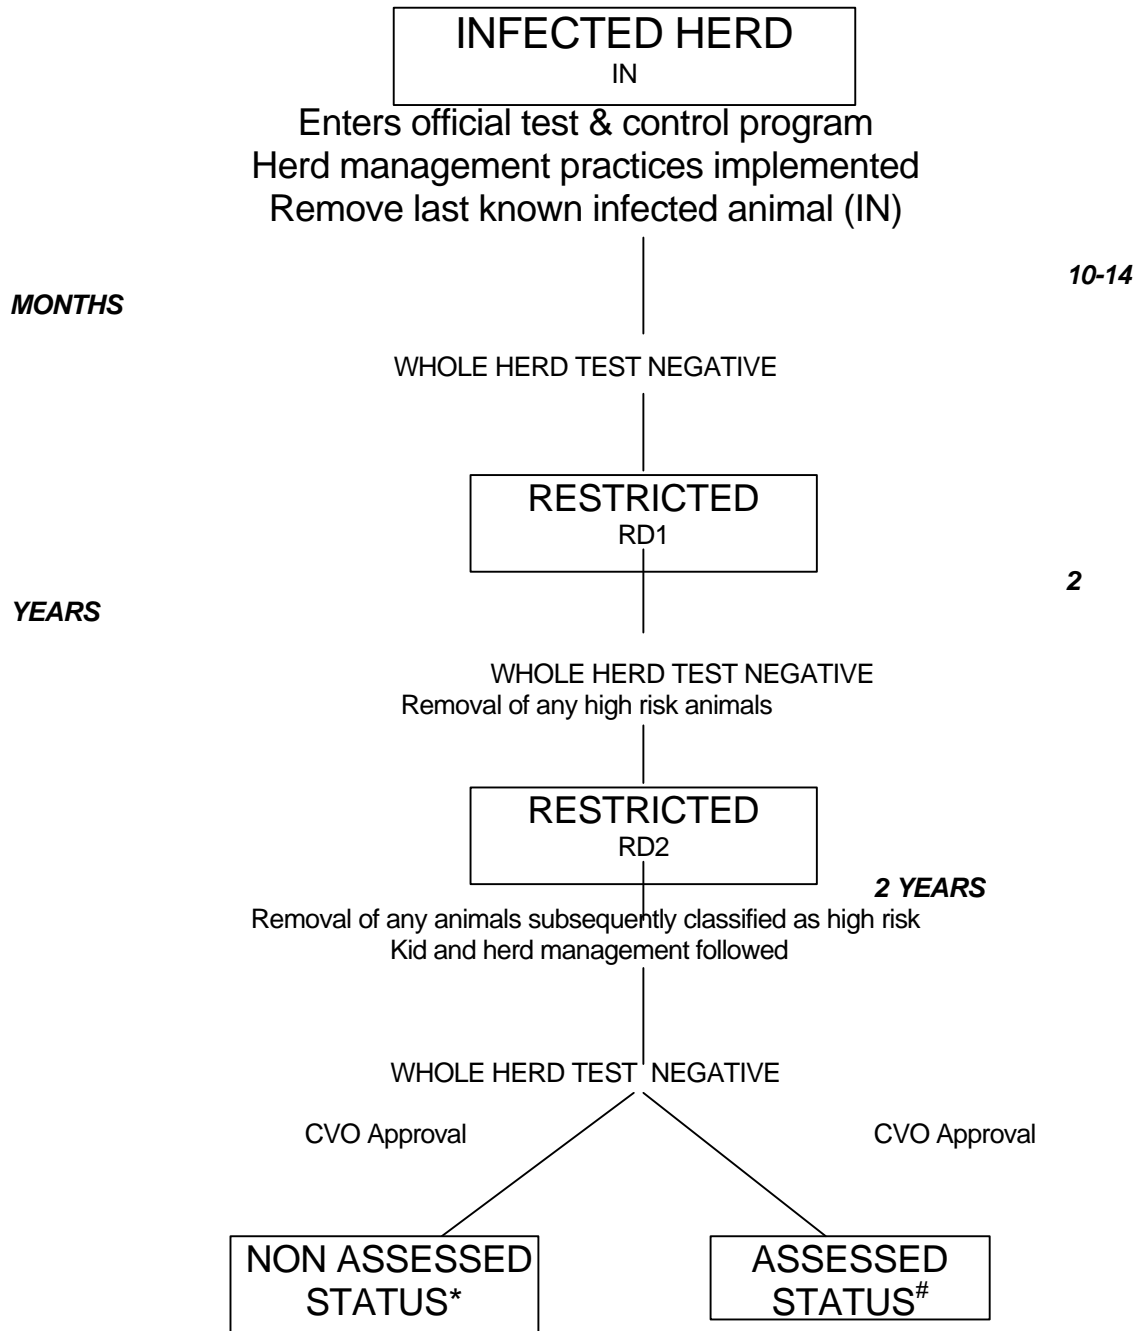 INFECTED HERD
IN
Enters official test & control program
Herd management practices implemented
Remove last known infected animal (IN)
10-14
MONTHS
WHOLE HERD TEST NEGATIVE
RESTRICTED
RD1
2
YEARS
WHOLE HERD TEST NEGATIVE
Removal of any high risk animals
RESTRICTED
RD2
2 YEARS
Removal of any animals subsequently classified as high risk
Kid and herd management followed
WHOLE HERD TEST NEGATIVE
CVO Approval
CVO Approval
NON ASSESSED
STATUS*
ASSESSED
STATUS#